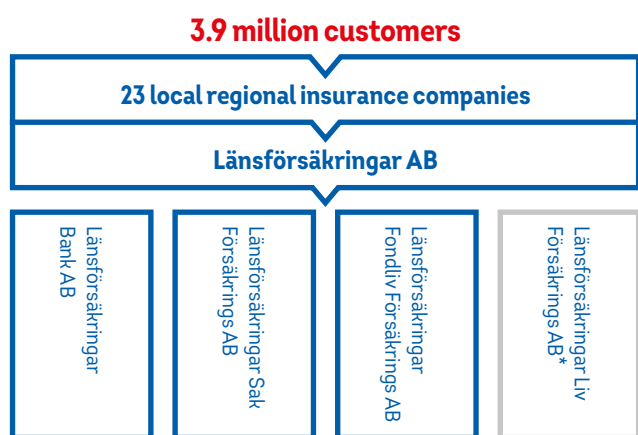 3.9 million customers
23 local regional insurance companies
Länsförsäkringar AB
Länsförsäkringar
Bank AB
Länsförsäkringar Sak
Försäkrings AB
Länsförsäkringar
Fondliv Försäkrings AB
Länsförsäkringar Liv
Försäkrings AB*